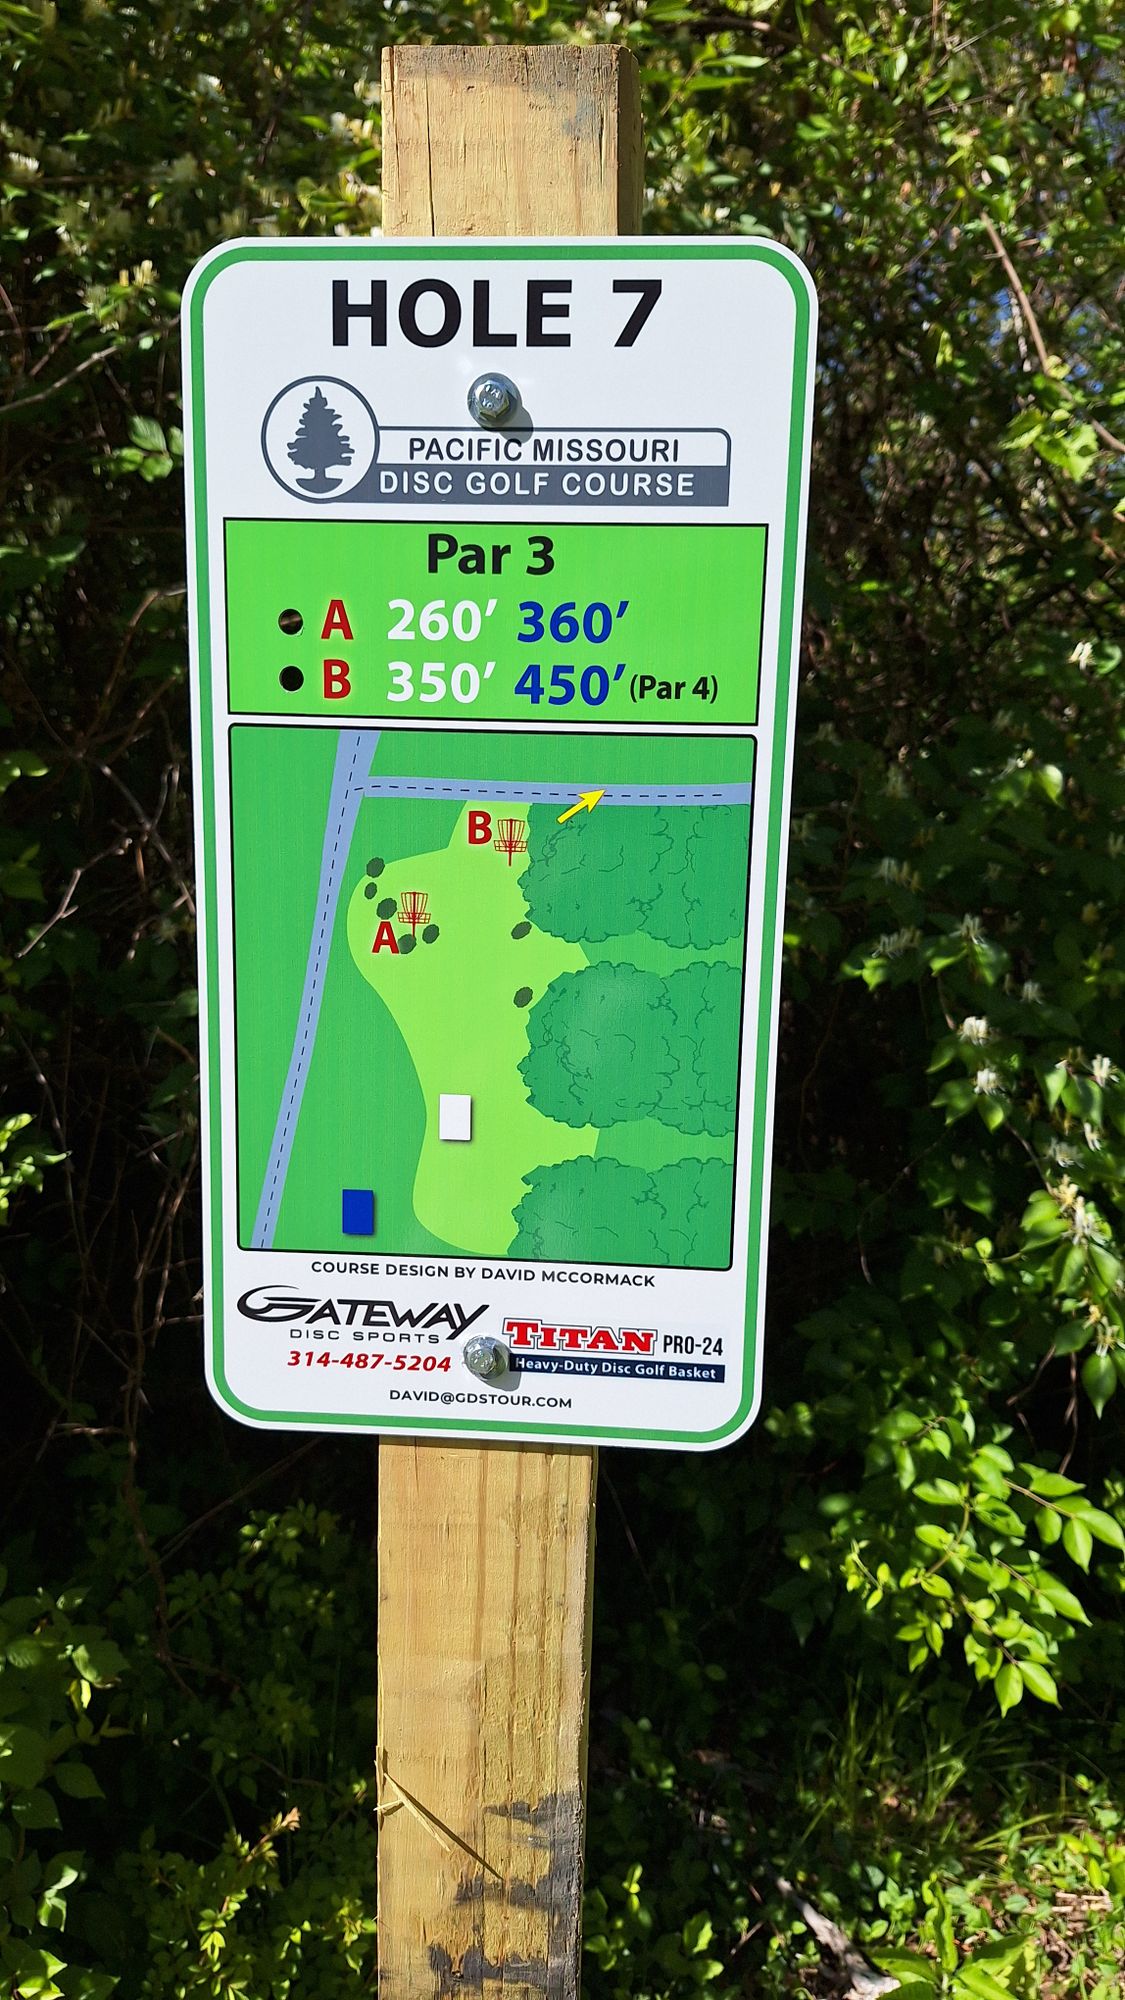 HOLE 7
PACIFIC MISSOURI
DISC GOLF COURSE
Par 3
A 260' 360'
B 350' 450' (Par 4)
B
A
COURSE DESIGN BY DAVID MCCORMACK
GATEWAY
DISC SPORTS
314-487-5204
TITAN PRO-24
Heavy-Duty Disc Golf Basket
DAVID@GDSTOUR.COM